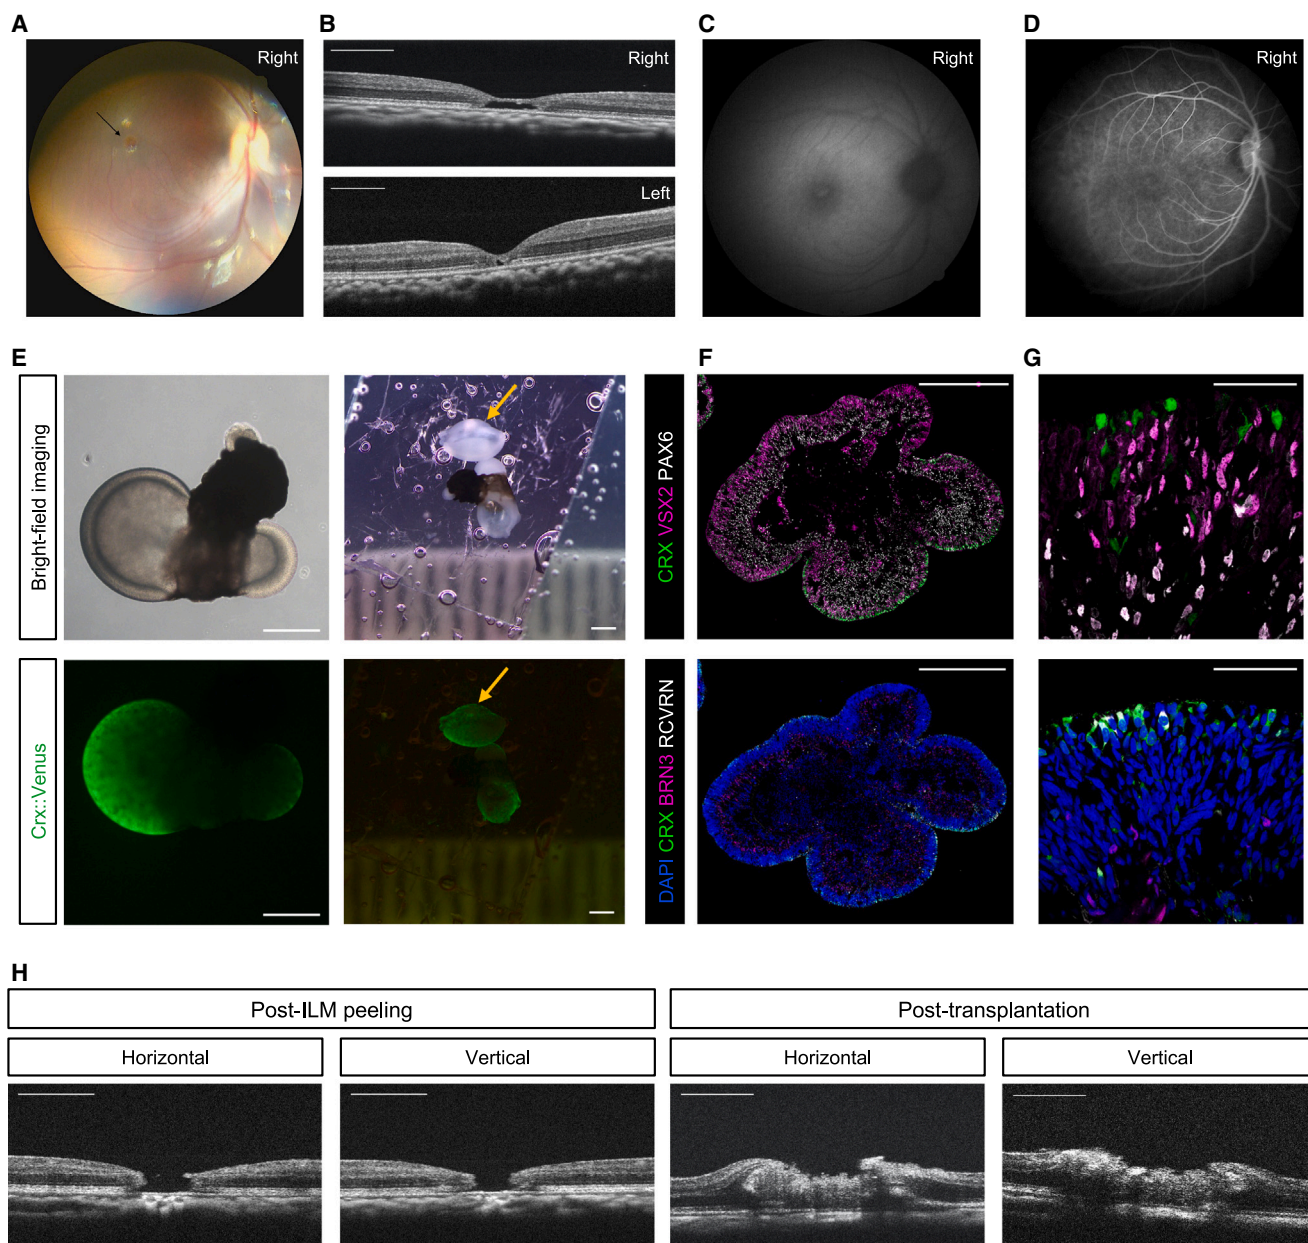 A
Right
B
Right
Left
C
Right
D
Right
E
Bright-field imaging
Crx::Venus
F
CRX VSX2 PAX6
DAPI CRX BRN3 RCVRN
G
H
Post-ILM peeling
Post-transplantation
Horizontal
Vertical
Horizontal
Vertical